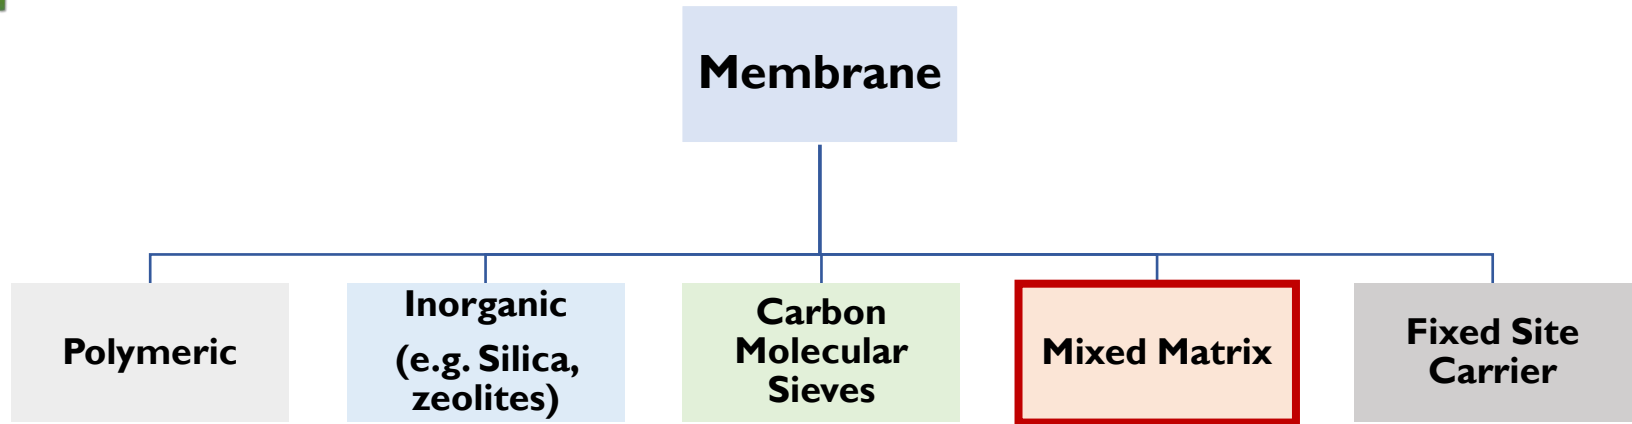 Membrane
Polymeric
Inorganic
(e.g. Silica,
zeolites)
Carbon
Molecular
Sieves
Mixed Matrix
Fixed Site
Carrier